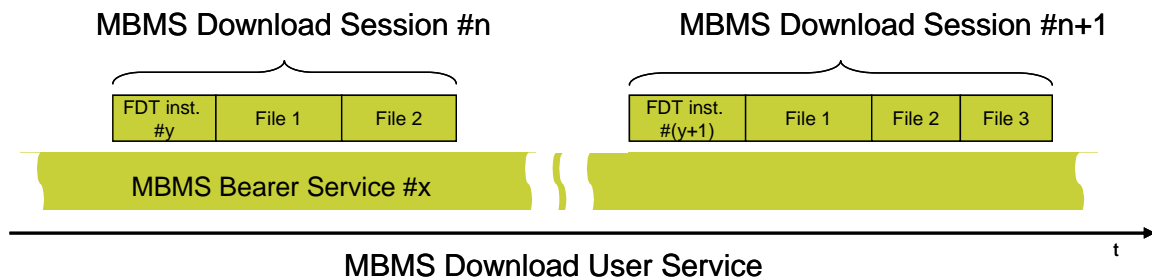 MBMS Download Session #n
MBMS Download Session #n+1
FDT inst.
#y
File 1
File 2
FDT inst.
#(y+1)
File 1
File 2
File 3
MBMS Bearer Service #x
t
MBMS Download User Service